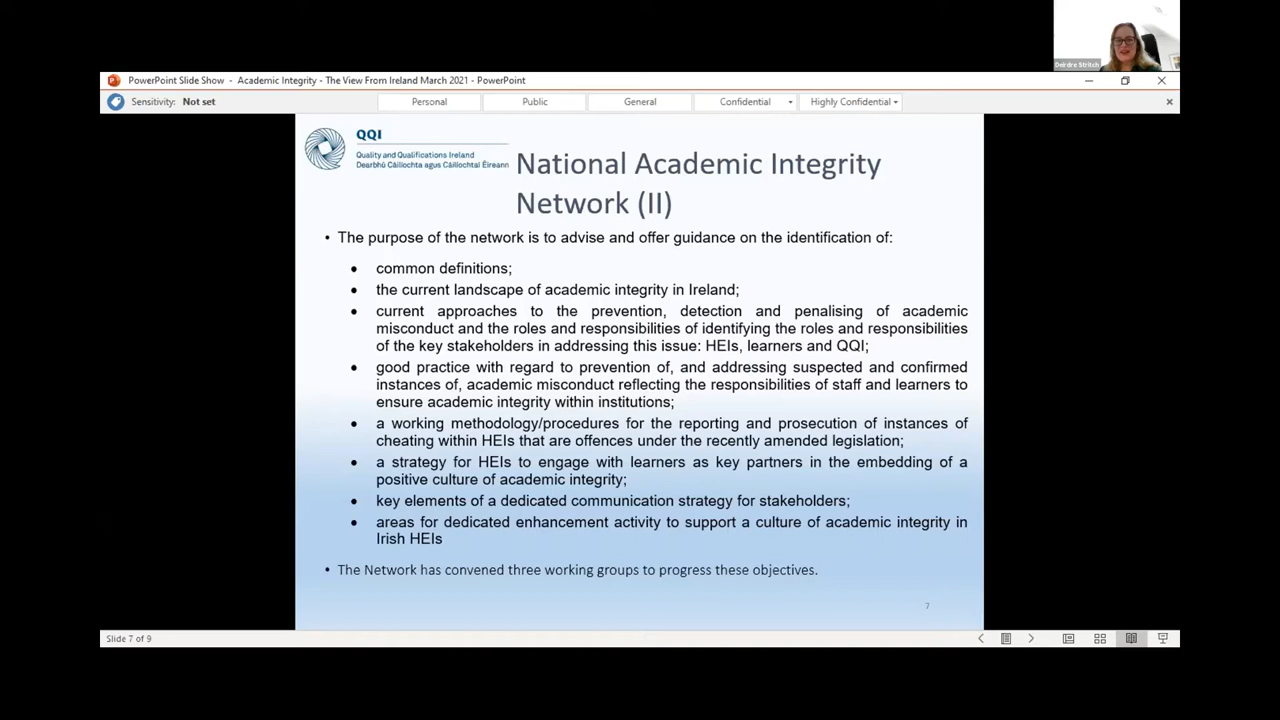 Deirdre Stritch
PowerPoint Slide Show - Academic Integrity - The View From Ireland March 2021 - PowerPoint
Sensitivity: Not set
Personal
Public
General
Confidential
Highly Confidential
QQI
Quality and Qualifications Ireland
Dearbhú Cáilíochta agus Cáilíochtaí Éireann
National Academic Integrity
Network (II)
• The purpose of the network is to advise and offer guidance on the identification of:
• common definitions;
• the current landscape of academic integrity in Ireland;
• current approaches to the prevention, detection and penalising of academic
misconduct and the roles and responsibilities of identifying the roles and responsibilities
of the key stakeholders in addressing this issue: HEIs, learners and QQI;
• good practice with regard to prevention of, and addressing suspected and confirmed
instances of, academic misconduct reflecting the responsibilities of staff and learners to
ensure academic integrity within institutions;
• a working methodology/procedures for the reporting and prosecution of instances of
cheating within HEIs that are offences under the recently amended legislation;
• a strategy for HEIs to engage with learners as key partners in the embedding of a
positive culture of academic integrity;
• key elements of a dedicated communication strategy for stakeholders;
• areas for dedicated enhancement activity to support a culture of academic integrity in
Irish HEIs
• The Network has convened three working groups to progress these objectives.
7
Slide 7 of 9